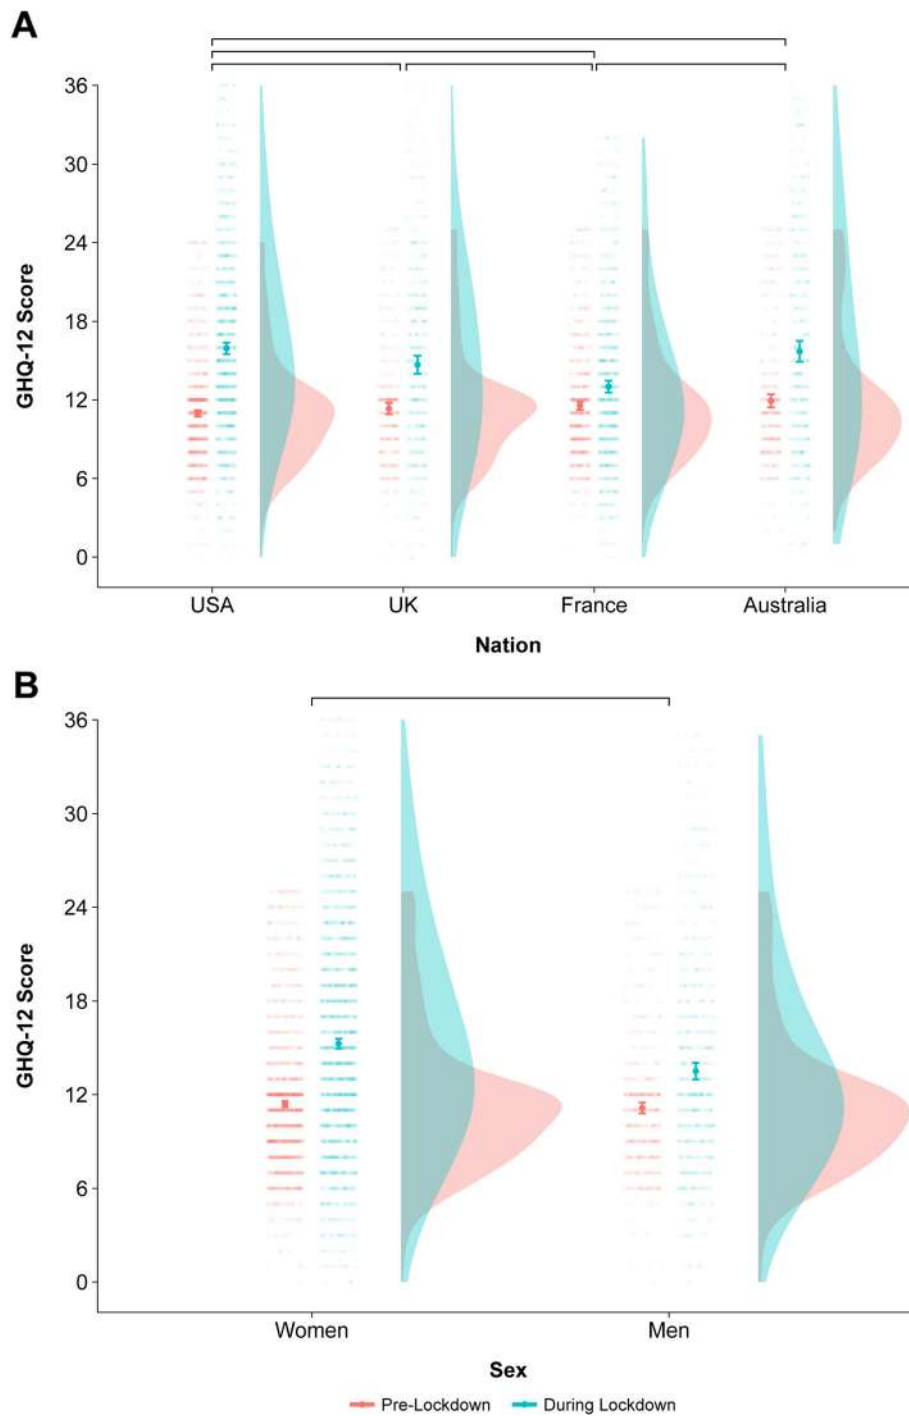 A
36
30
24
18
12
6
0
GHQ-12 Score
USA UK France Australia
Nation
B
36
30
24
18
12
6
0
GHQ-12 Score
Women Men
Sex
Pre-Lockdown During Lockdown